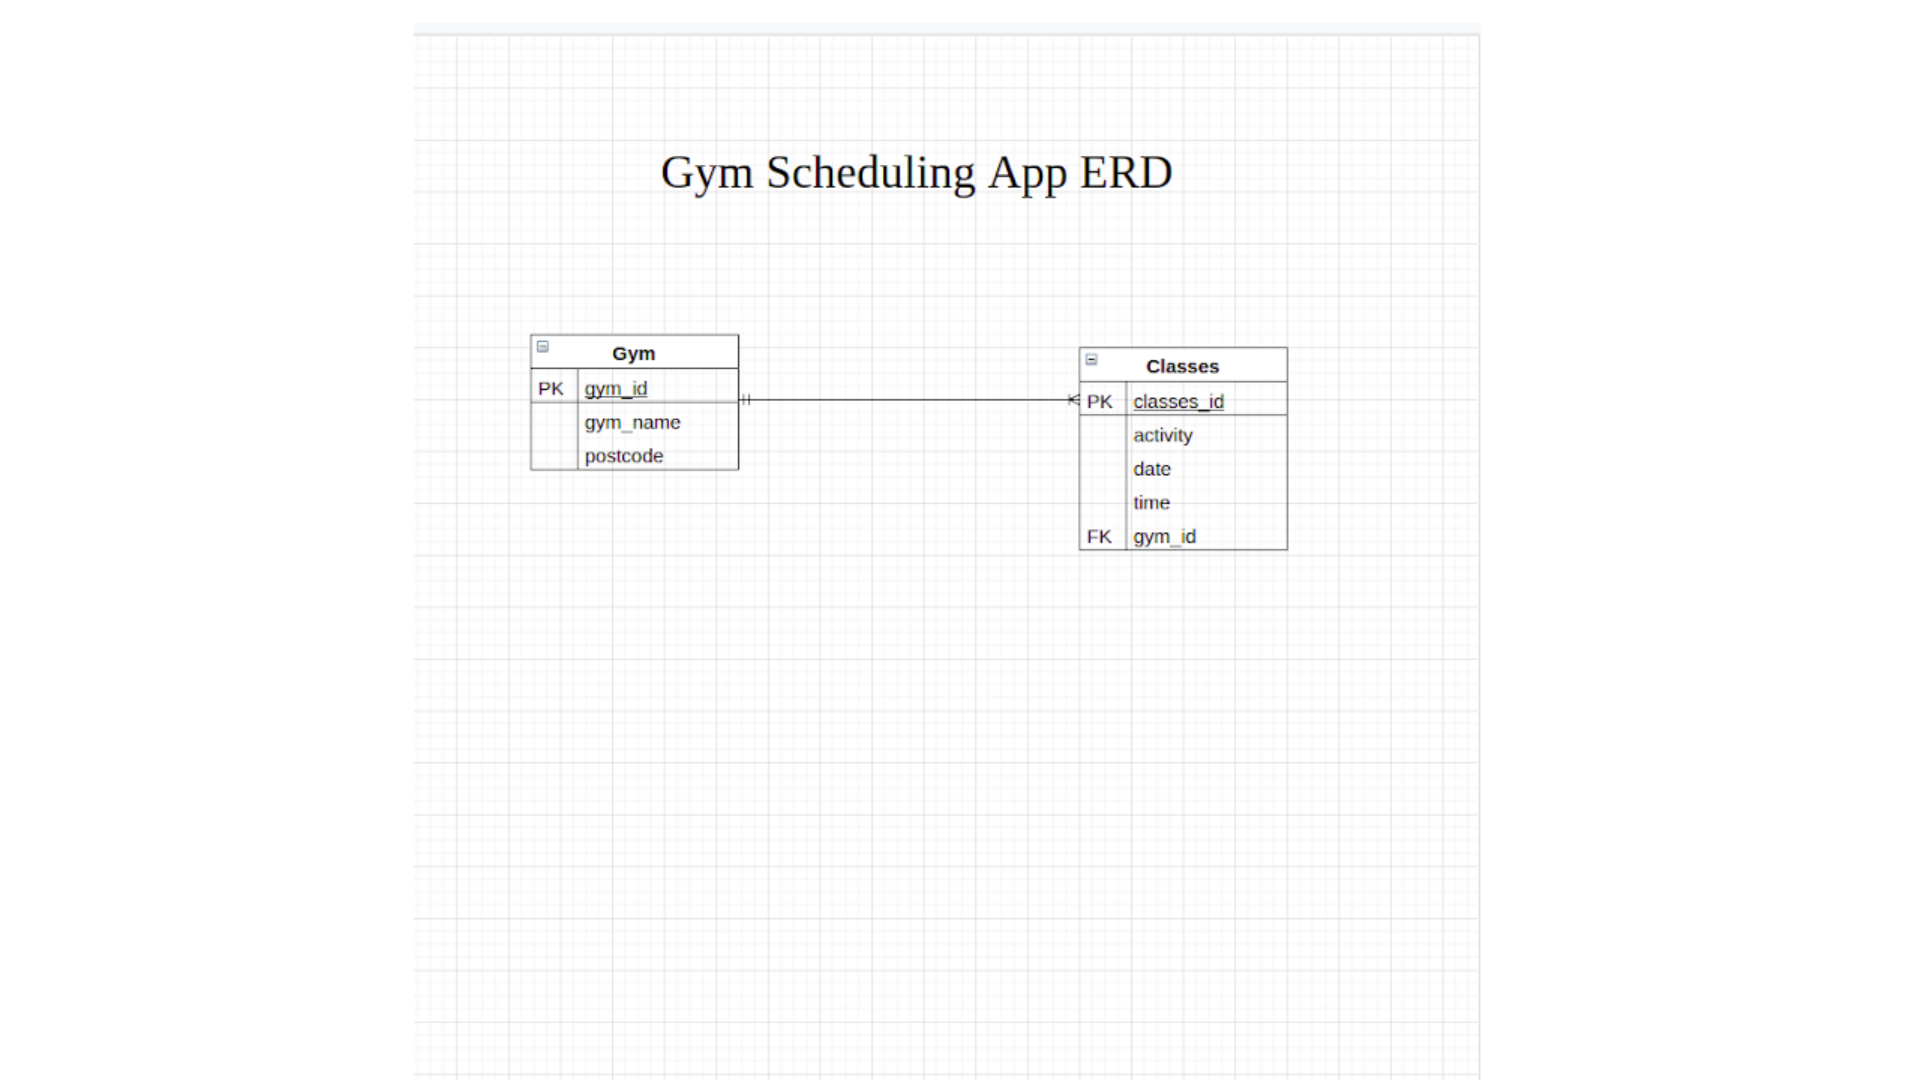 Gym Scheduling App ERD
Gym
PK gym_id
gym_name
postcode
Classes
PK classes_id
activity
date
time
FK gym_id